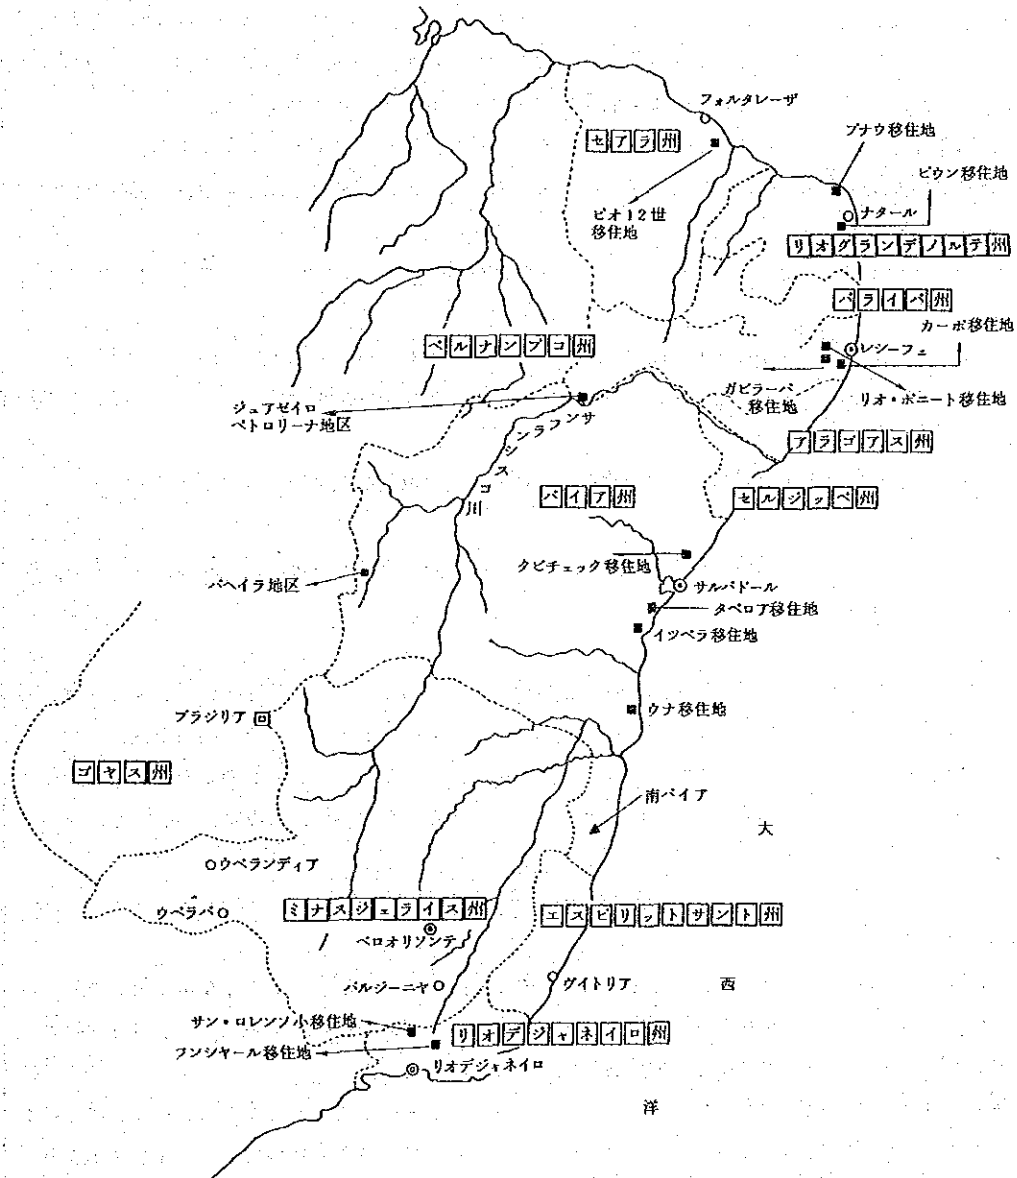 フォルタレーザ
プナウ移住地
セアラ州
ピウン移住地
ピオ12世
移住地
ナタール
リオグランデノルテ州
パライバ州
カーボ移住地
ペルナンブコ州
レシーフェ
ガビラーバ
移住地
リオ・ボニート移住地
ジュアゼイロ
ペトロリーナ地区
サンフランシスコ川
アラゴアス州
バイア州
セルジッペ州
クビチェック移住地
バヘイラ地区
サルバドール
タペロア移住地
イツベラ移住地
ウナ移住地
ブラジリア
ゴヤス州
南バイア
大
ウベランディア
ミナスジェライス州
エスピリットサント州
ウベラバ
ベロオリゾンテ
バルジーニヤ
ヴイトリア
西
サン・ロレンソ小移住地
リオデジャネイロ州
フンシャール移住地
リオデジャネイロ
洋